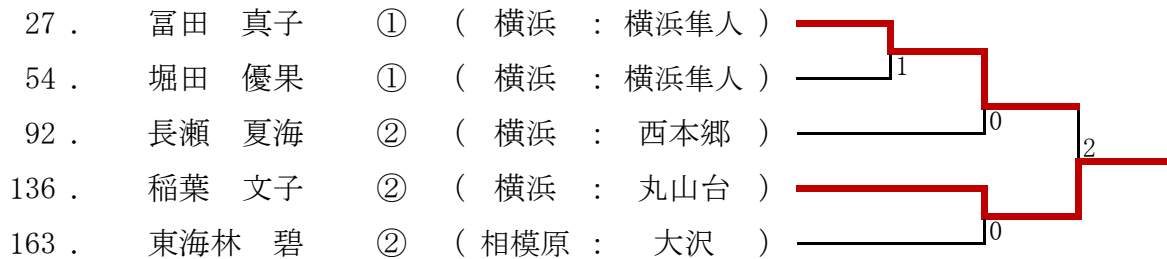 27. 冨田 真子 ① ( 横浜 : 横浜隼人 )
1
54. 堀田 優果 ① ( 横浜 : 横浜隼人 )
0
92. 長瀬 夏海 ② ( 横浜 : 西本郷 )
2
136. 稲葉 文子 ② ( 横浜 : 丸山台 )
0
163. 東海林 碧 ② ( 相模原 : 大沢 )